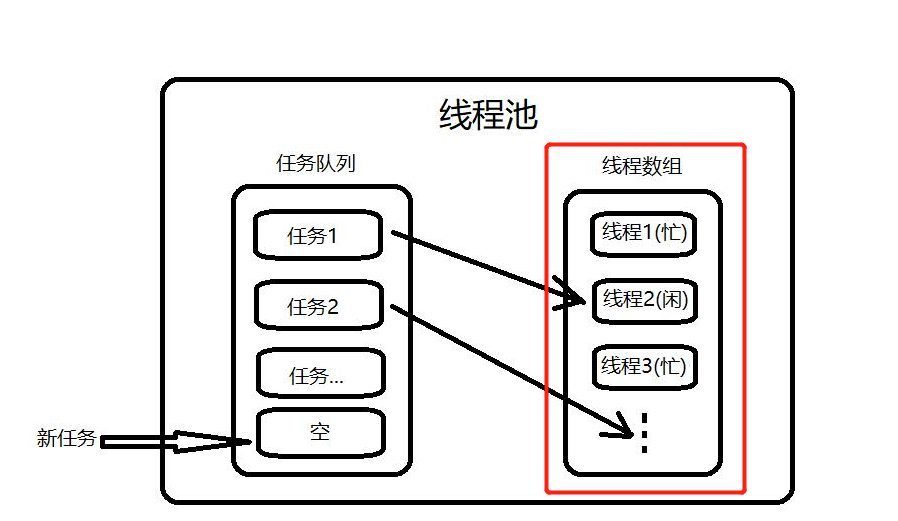 线程池
任务队列
任务1
任务2
任务...
空
新任务
线程数组
线程1(忙)
线程2(闲)
线程3(忙)